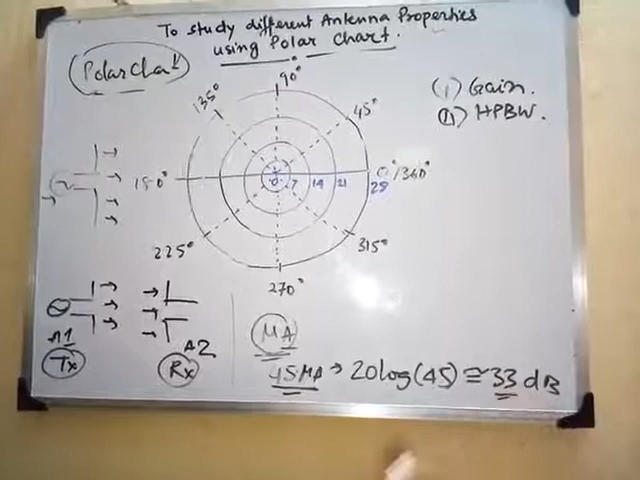 To study different Antenna Properties
using Polar Chart.
Polar Chart
90°
135°
45°
(i) Gain.
(ii) HPBW.
180°
0 7 14 21 28
0°/360°
225°
315°
270°
A1
Tx
A2
Rx
MA
45MA → 20log(45) ≅ 33 dB